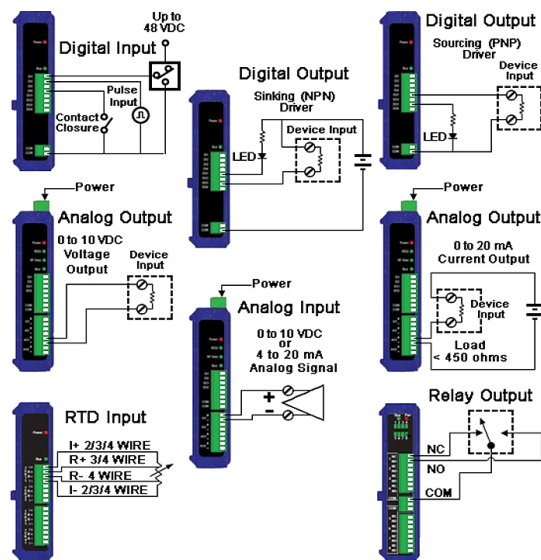 Digital Input
Up to
48 VDC
Pulse
Input
Contact
Closure
Digital Output
Sinking (NPN)
Driver
Device Input
LED
Digital Output
Sourcing (PNP)
Driver
Device
Input
LED
Power
Analog Output
0 to 10 VDC
Voltage
Output
Device
Input
Power
Analog Input
0 to 10 VDC
or
4 to 20 mA
Analog Signal
+
-
Power
Analog Output
0 to 20 mA
Current Output
Device
Input
Load
< 450 ohms
RTD Input
I+ 2/3/4 WIRE
R+ 3/4 WIRE
R- 4 WIRE
I- 2/3/4 WIRE
Relay Output
NC
NO
COM